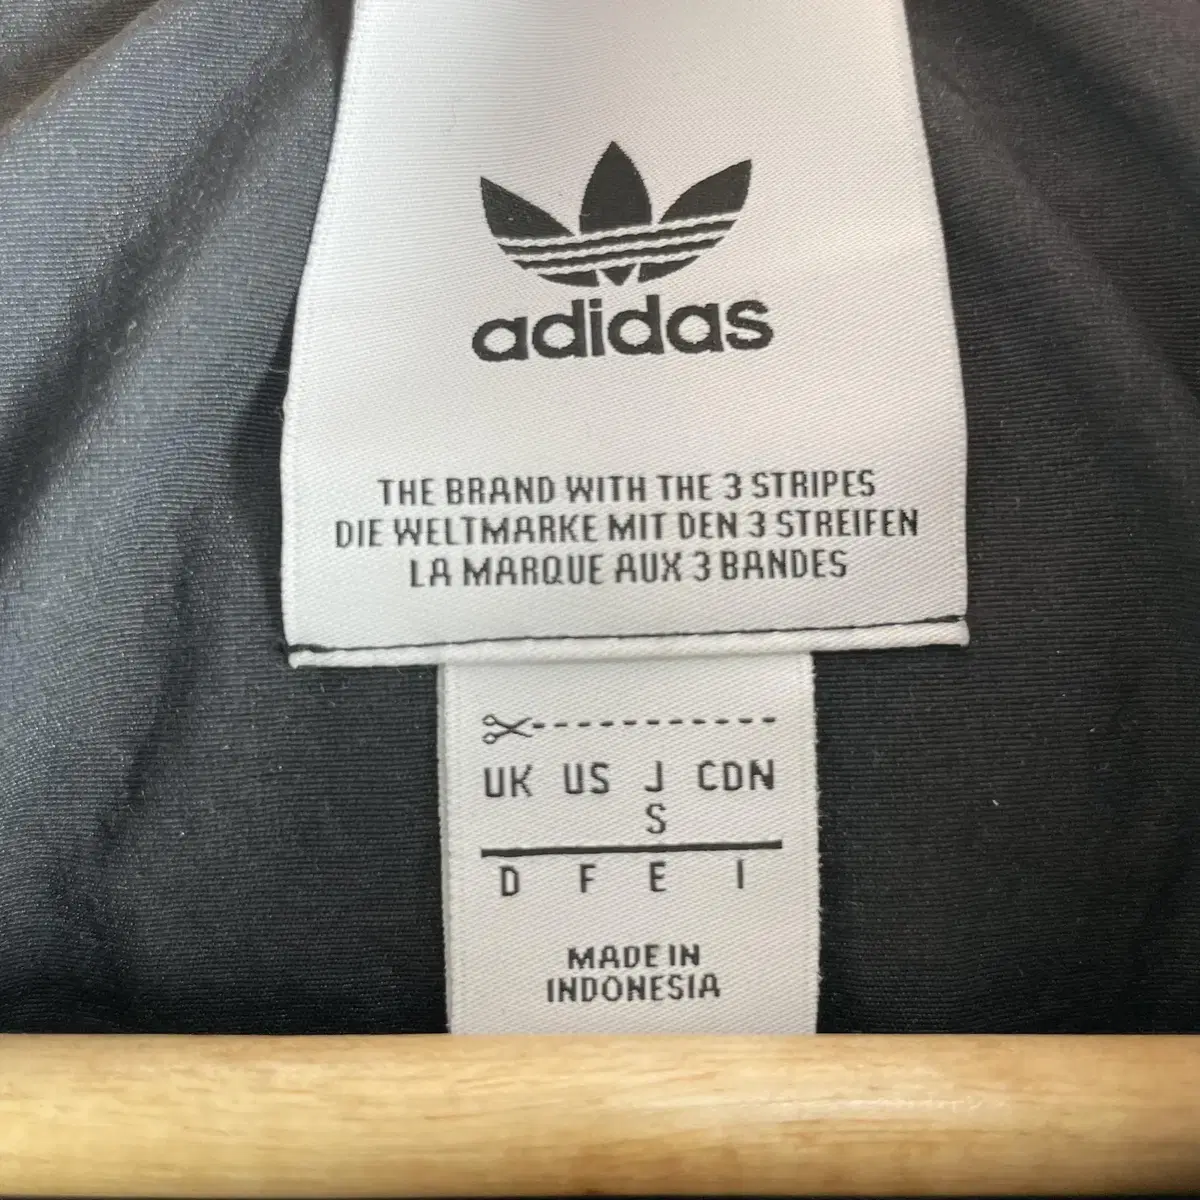 adidas
THE BRAND WITH THE 3 STRIPES
DIE WELTMARKE MIT DEN 3 STREIFEN
LA MARQUE AUX 3 BANDES
UK US J CDN
S
D F E I
MADE IN
INDONESIA